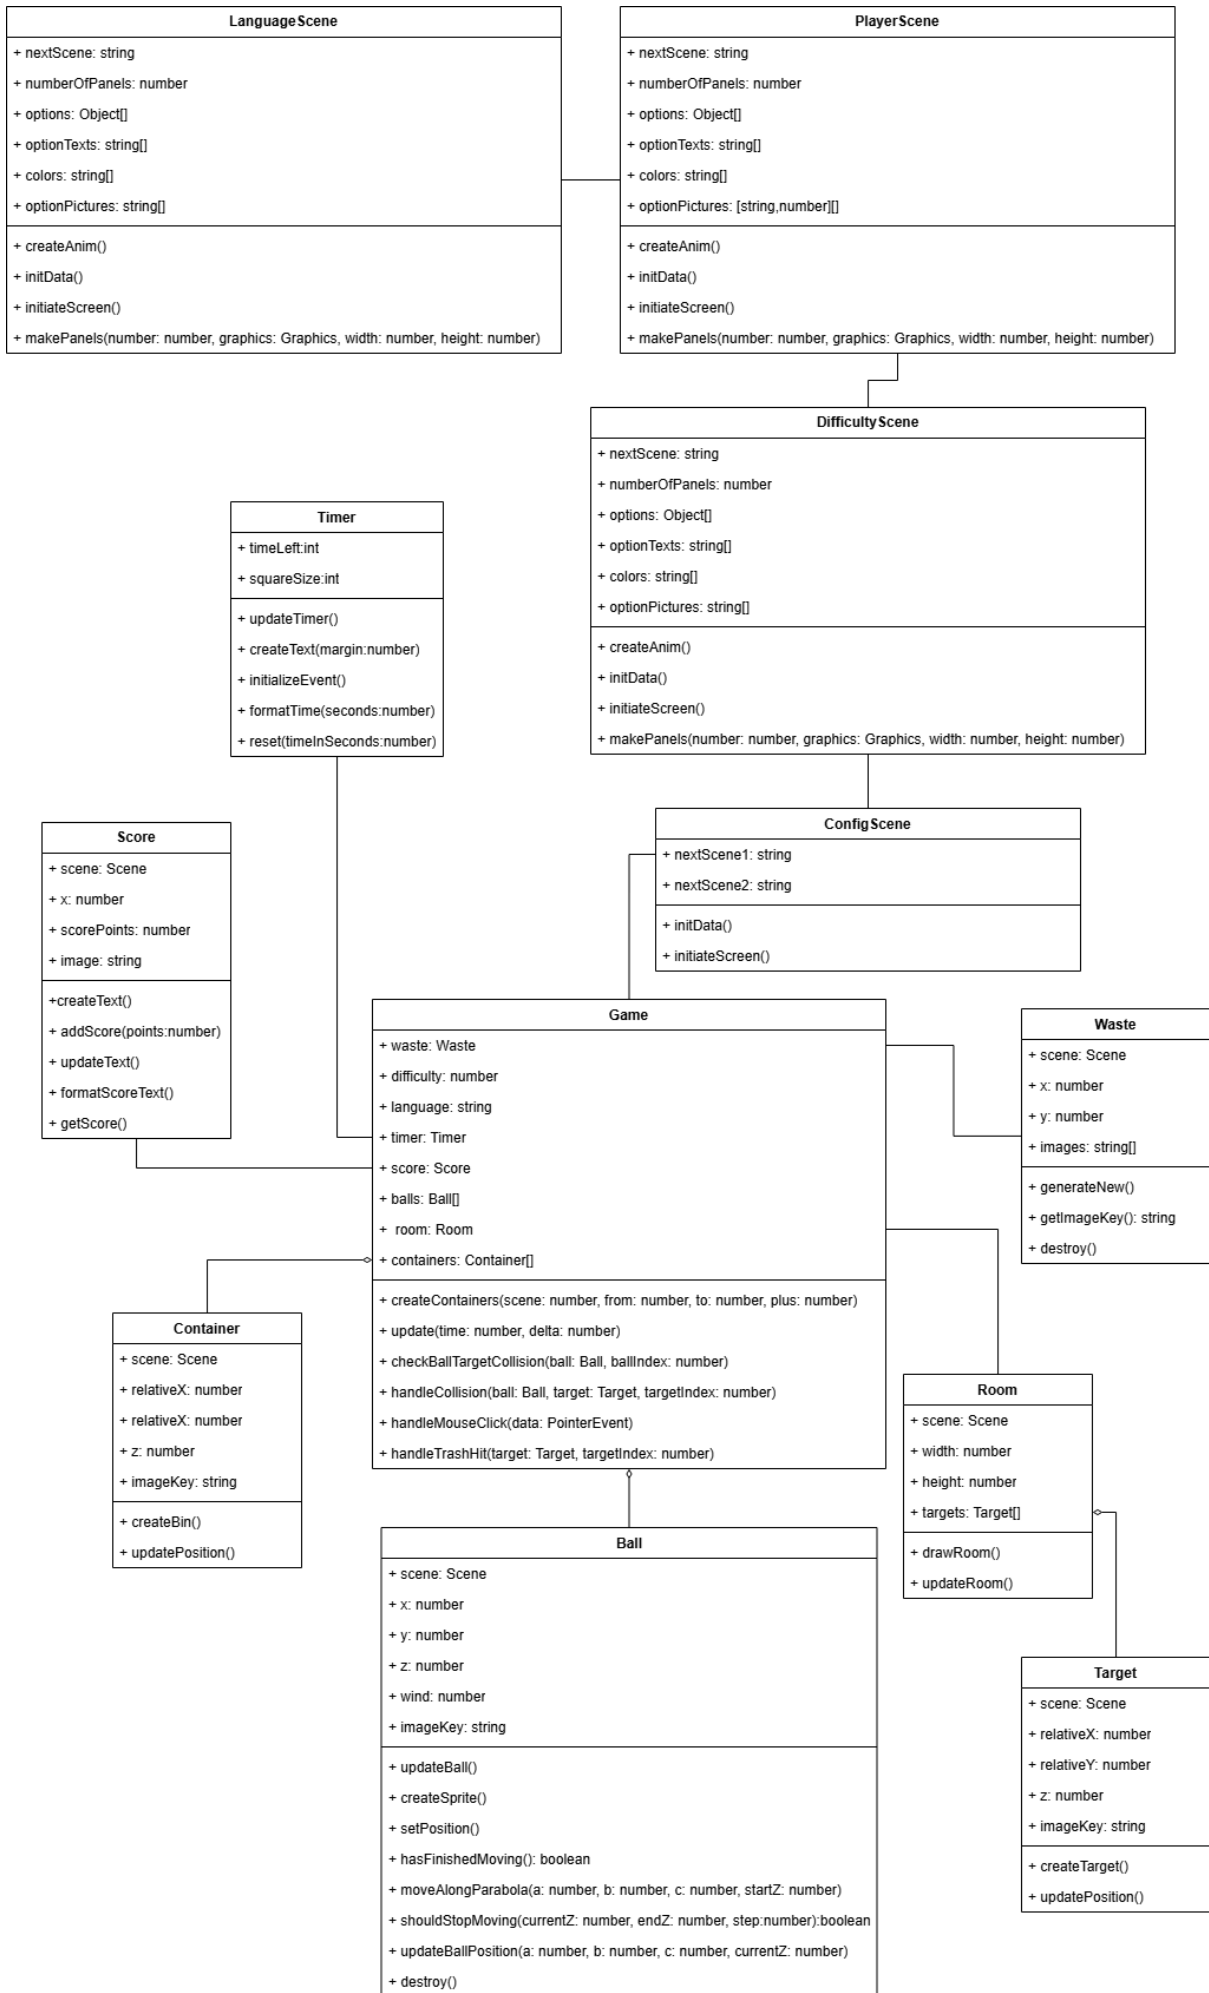 LanguageScene
+ nextScene: string
+ numberOfPanels: number
+ options: Object[]
+ optionTexts: string[]
+ colors: string[]
+ optionPictures: string[]
+ createAnim()
+ initData()
+ initiateScreen()
+ makePanels(number: number, graphics: Graphics, width: number, height: number)
PlayerScene
+ nextScene: string
+ numberOfPanels: number
+ options: Object[]
+ optionTexts: string[]
+ colors: string[]
+ optionPictures: [string,number][]
+ createAnim()
+ initData()
+ initiateScreen()
+ makePanels(number: number, graphics: Graphics, width: number, height: number)
DifficultyScene
+ nextScene: string
+ numberOfPanels: number
+ options: Object[]
+ optionTexts: string[]
+ colors: string[]
+ optionPictures: string[]
+ createAnim()
+ initData()
+ initiateScreen()
+ makePanels(number: number, graphics: Graphics, width: number, height: number)
Timer
+ timeLeft:int
+ squareSize:int
+ updateTimer()
+ createText(margin:number)
+ initializeEvent()
+ formatTime(seconds:number)
+ reset(timeInSeconds:number)
ConfigScene
+ nextScene1: string
+ nextScene2: string
+ initData()
+ initiateScreen()
Score
+ scene: Scene
+ x: number
+ scorePoints: number
+ image: string
+createText()
+ addScore(points:number)
+ updateText()
+ formatScoreText()
+ getScore()
Game
+ waste: Waste
+ difficulty: number
+ language: string
+ timer: Timer
+ score: Score
+ balls: Ball[]
+ room: Room
+ containers: Container[]
+ createContainers(scene: number, from: number, to: number, plus: number)
+ update(time: number, delta: number)
+ checkBallTargetCollision(ball: Ball, ballIndex: number)
+ handleCollision(ball: Ball, target: Target, targetIndex: number)
+ handleMouseClick(data: PointerEvent)
+ handleTrashHit(target: Target, targetIndex: number)
Waste
+ scene: Scene
+ x: number
+ y: number
+ images: string[]
+ generateNew()
+ getImageKey(): string
+ destroy()
Container
+ scene: Scene
+ relativeX: number
+ relativeX: number
+ z: number
+ imageKey: string
+ createBin()
+ updatePosition()
Room
+ scene: Scene
+ width: number
+ height: number
+ targets: Target[]
+ drawRoom()
+ updateRoom()
Ball
+ scene: Scene
+ x: number
+ y: number
+ z: number
+ wind: number
+ imageKey: string
+ updateBall()
+ createSprite()
+ setPosition()
+ hasFinishedMoving(): boolean
+ moveAlongParabola(a: number, b: number, c: number, startZ: number)
+ shouldStopMoving(currentZ: number, endZ: number, step:number):boolean
+ updateBallPosition(a: number, b: number, c: number, currentZ: number)
+ destroy()
Target
+ scene: Scene
+ relativeX: number
+ relativeY: number
+ z: number
+ imageKey: string
+ createTarget()
+ updatePosition()